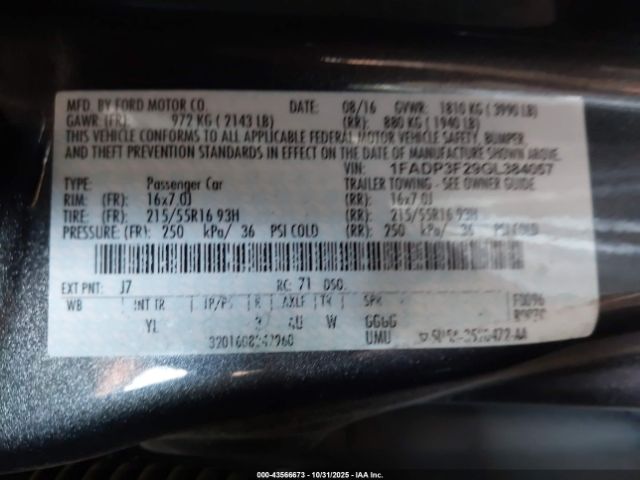 MFD. BY FORD MOTOR CO. DATE: 08/16 GVWR: 1810 KG ( 3990 LB)
GAWR (FR): 972 KG ( 2143 LB) (RR): 880 KG ( 1940 LB)
THIS VEHICLE CONFORMS TO ALL APPLICABLE FEDERAL MOTOR VEHICLE SAFETY, BUMPER,
AND THEFT PREVENTION STANDARDS IN EFFECT ON THE DATE OF MANUFACTURE SHOWN ABOVE.
VIN: 1FADP3F29GL384057
TYPE: Passenger Car TRAILER TOWING - SEE OWNER GUIDE
RIM: (FR): 16x7.0J (RR): 16x7.0J
TIRE: (FR): 215/55R16 93H (RR): 215/55R16 93H
PRESSURE: (FR): 250 kPa/ 36 PSI COLD (RR): 250 kPa/ 36 PSI COLD
EXT PNT: J7 RC: 71 DSO:
WB INT TR TP/PS R AXLE TR SPR
YL W GGGG
UMU
000-43566673 - 10/31/2025 - IAA Inc.